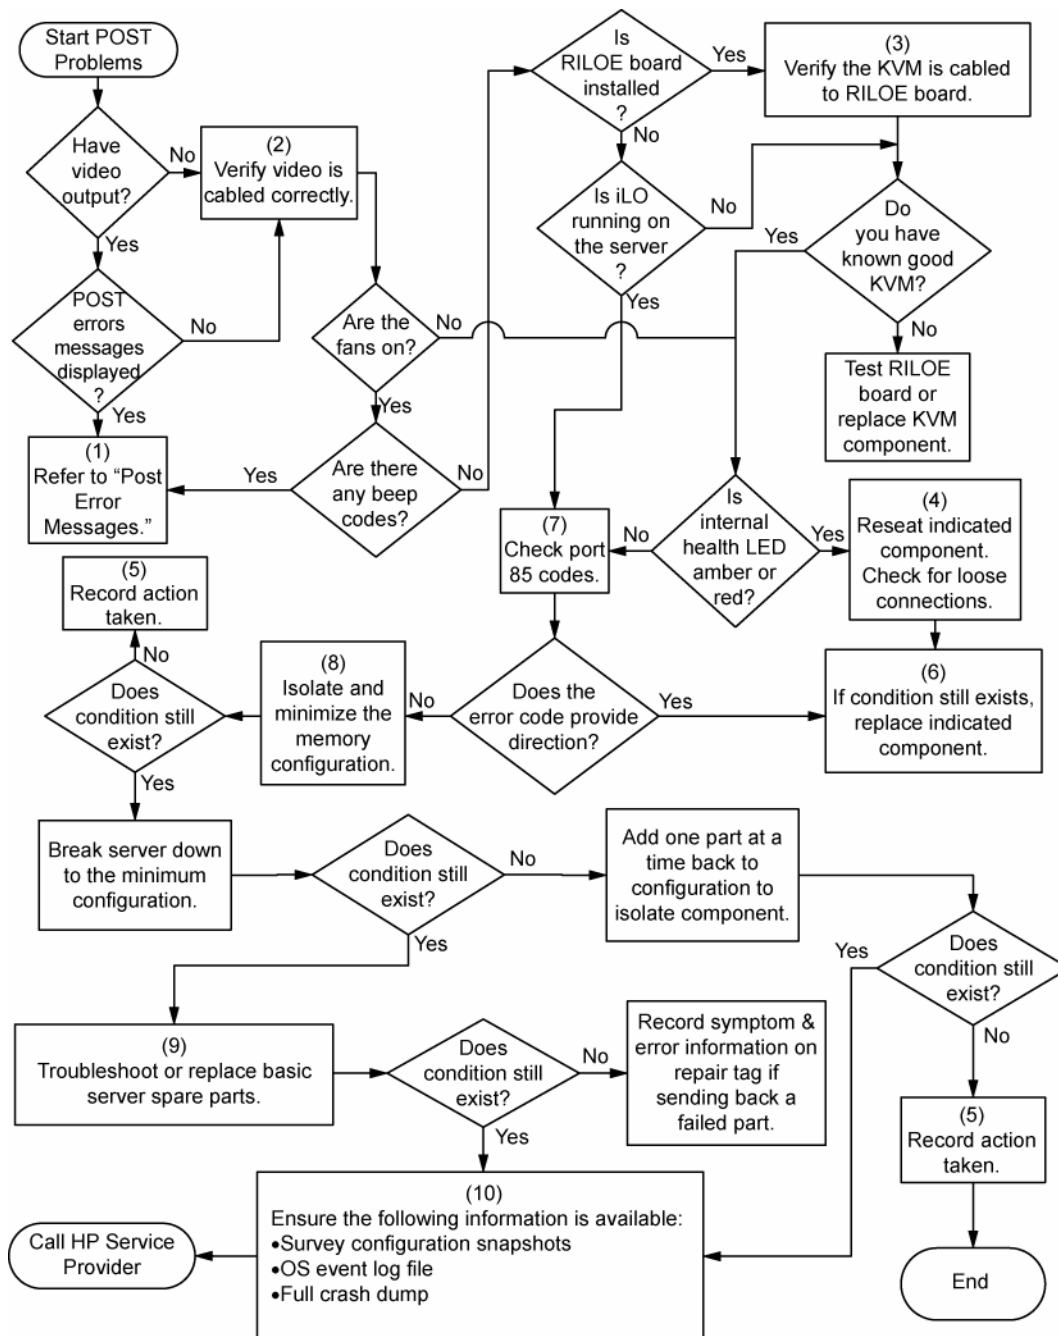 Start POST
Problems
Have
video
output?
No
Yes
(2)
Verify video is
cabled correctly.
POST
errors
messages
displayed
?
No
Yes
(1)
Refer to “Post
Error
Messages.”
Are the
fans on?
No
Yes
Are there
any beep
codes?
Yes
No
Is
RILOE board
installed
?
Yes
No
(3)
Verify the KVM is cabled
to RILOE board.
Is iLO
running on
the server
?
No
Yes
Do
you have
known good
KVM?
Yes
No
Test RILOE
board or
replace KVM
component.
Is
internal
health LED
amber or
red?
No
Yes
(4)
Reseat indicated
component.
Check for loose
connections.
(7)
Check port
85 codes.
(6)
If condition still exists,
replace indicated
component.
Does the
error code provide
direction?
No
Yes
(8)
Isolate and
minimize the
memory
configuration.
(5)
Record action
taken.
No
Does
condition still
exist?
Yes
Break server down
to the minimum
configuration.
Does
condition still
exist?
No
Yes
Add one part at a
time back to
configuration to
isolate component.
Does
condition still
exist?
Yes
No
(9)
Troubleshoot or replace basic
server spare parts.
Does
condition still
exist?
No
Yes
Record symptom &
error information on
repair tag if
sending back a
failed part.
(5)
Record action
taken.
(10)
Ensure the following information is available:
•Survey configuration snapshots
•OS event log file
•Full crash dump
Call HP Service
Provider
End